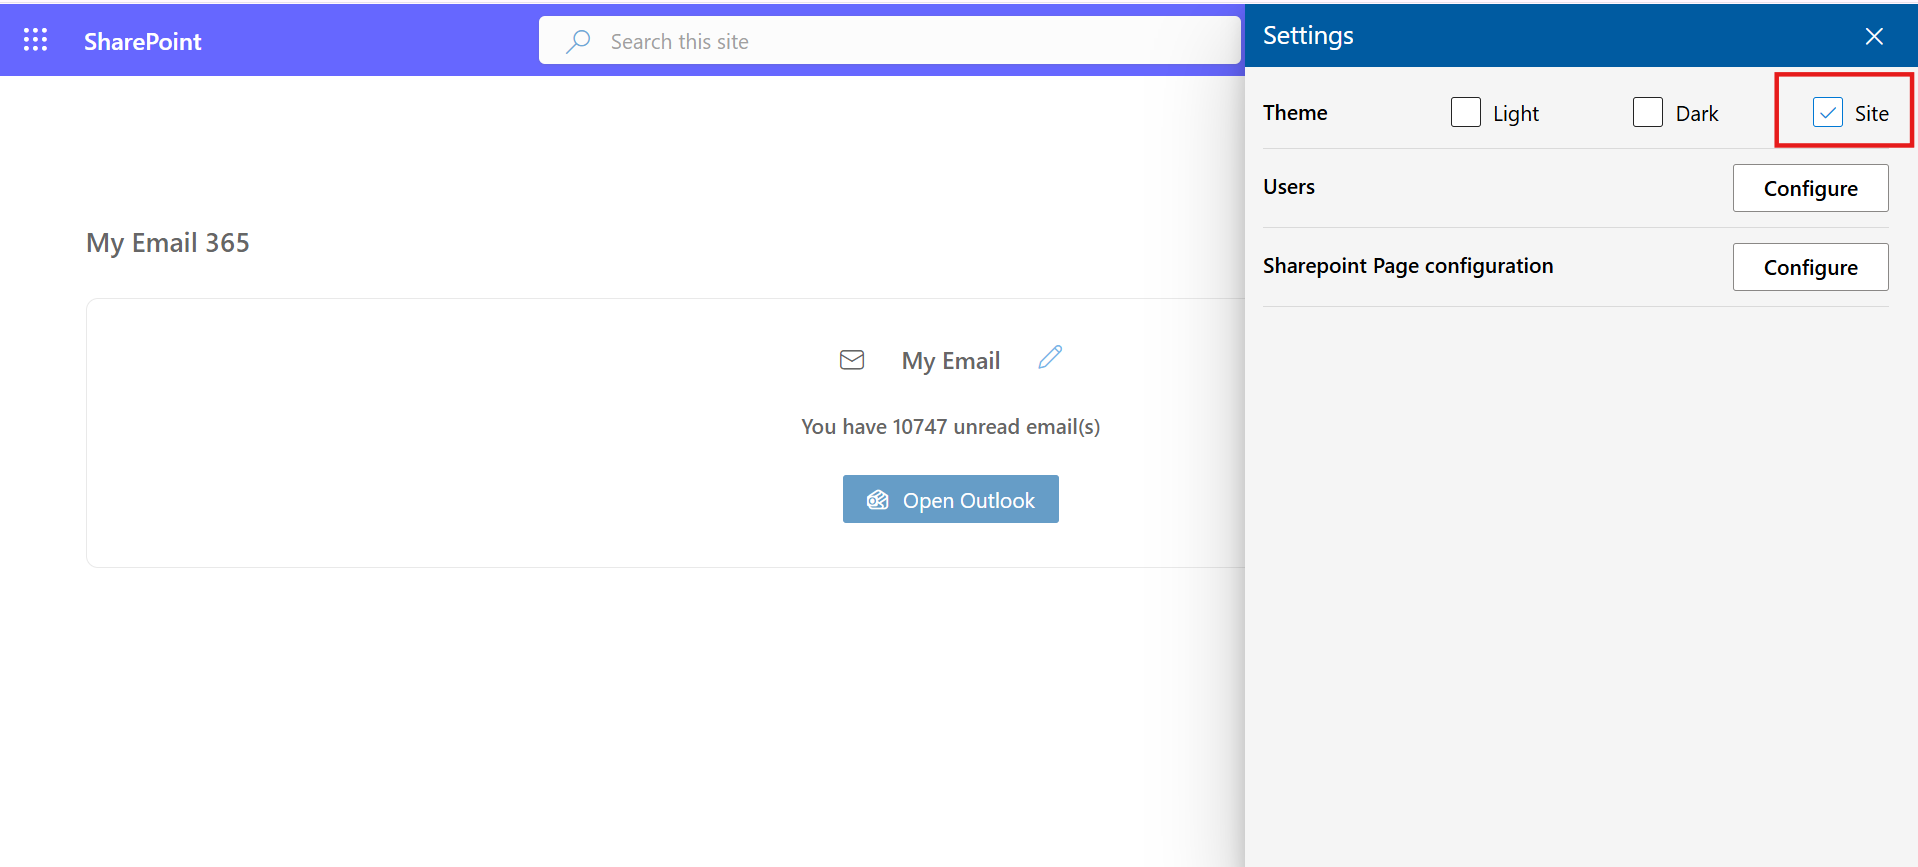 SharePoint
Search this site
Settings
Theme
Light
Dark
Site
Users
Configure
Sharepoint Page configuration
Configure
My Email 365
My Email
You have 10747 unread email(s)
Open Outlook